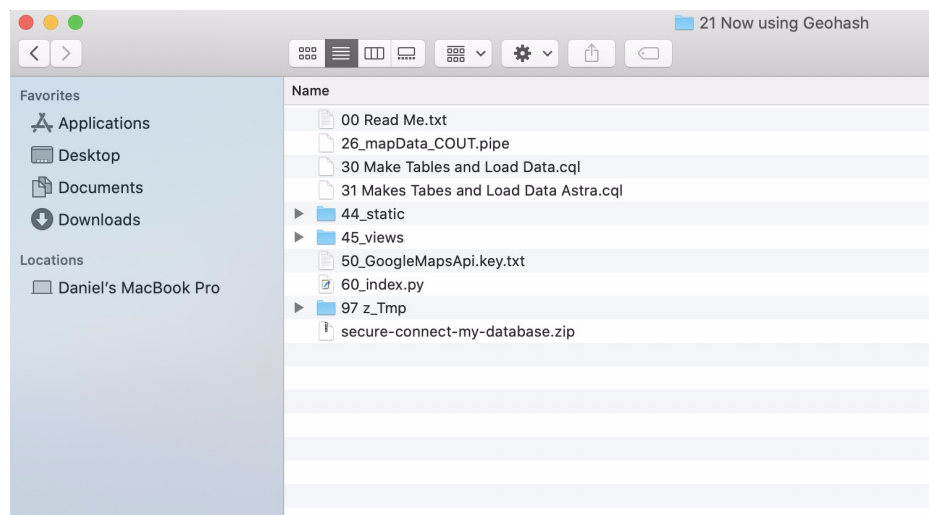 21 Now using Geohash
Favorites
Applications
Desktop
Documents
Downloads
Locations
Daniel’s MacBook Pro
Name
00 Read Me.txt
26_mapData_COUT.pipe
30 Make Tables and Load Data.cql
31 Makes Tabes and Load Data Astra.cql
44_static
45_views
50_GoogleMapsApi.key.txt
60_index.py
97 z_Tmp
secure-connect-my-database.zip